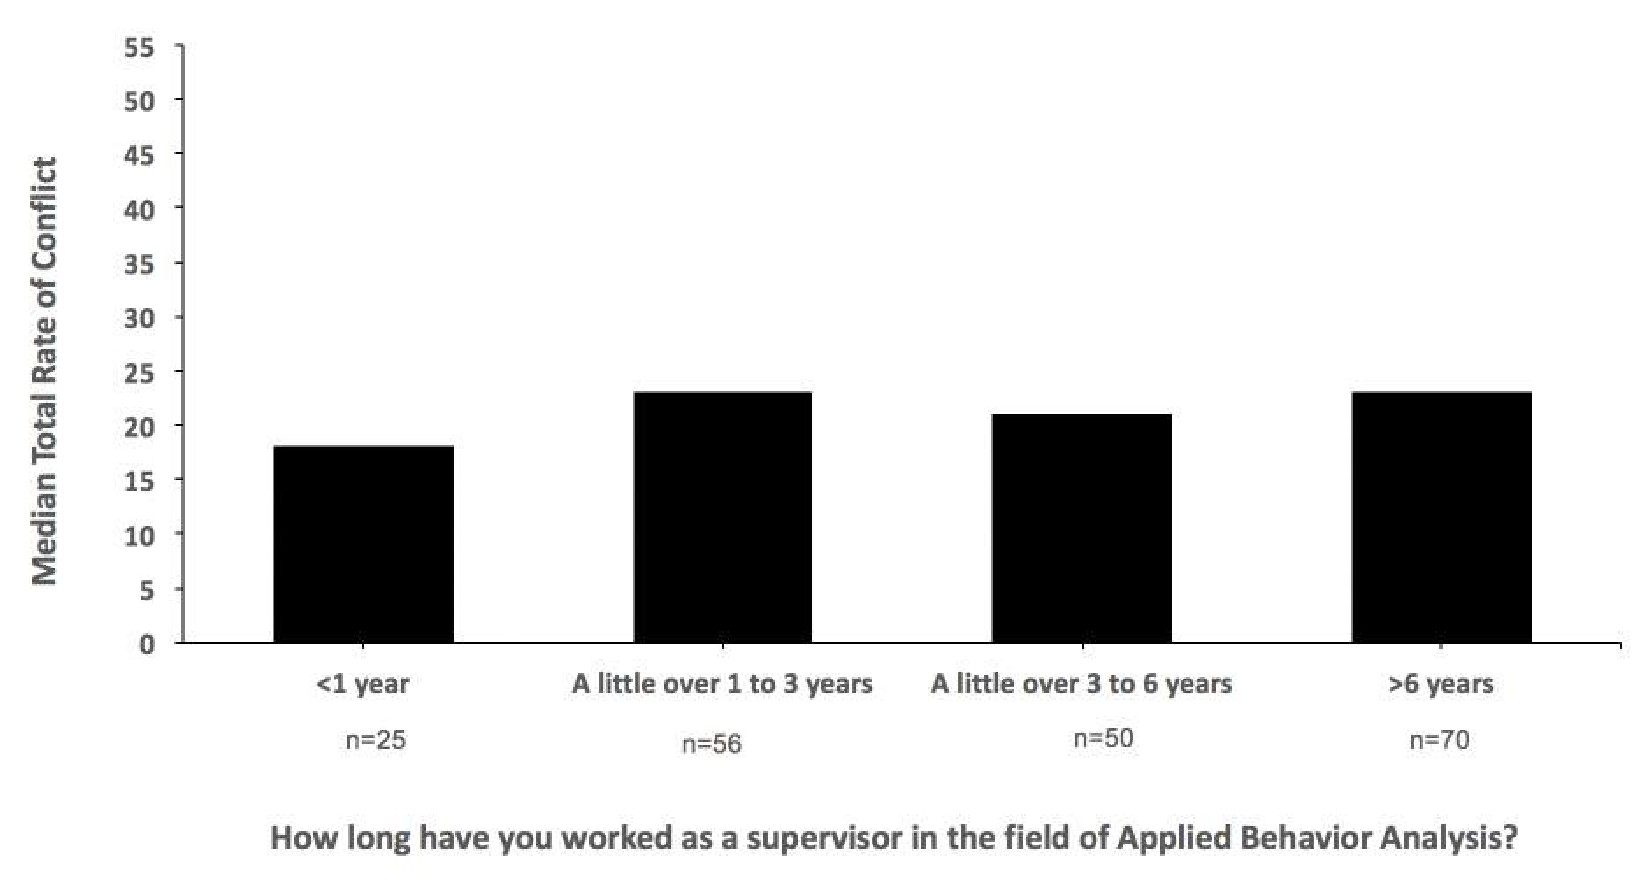 Median Total Rate of Conflict
55
50
45
40
35
30
25
20
15
10
5
0
<1 year
A little over 1 to 3 years
A little over 3 to 6 years
>6 years
n=25
n=56
n=50
n=70
How long have you worked as a supervisor in the field of Applied Behavior Analysis?